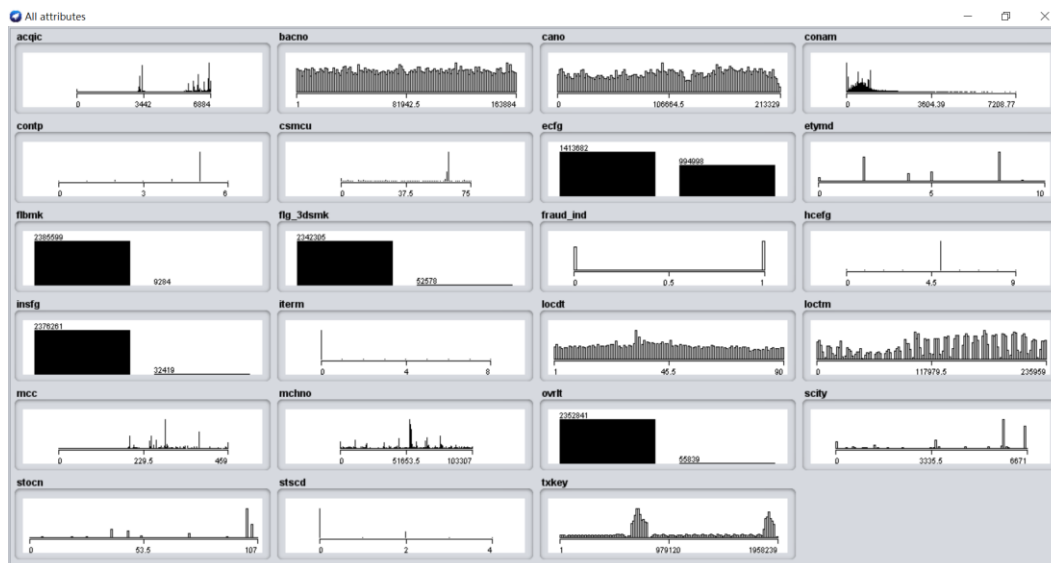 All attributes
acqic bacno cano conam
0 3442 6884 1 81942.5 163884 0 106664.5 213329 0 3604.39 7208.77
contp csmcu ecfg etymd
1413682 994998
0 3 6 0 37.5 75 0 5 10
flbmk flg_3dsmk fraud_ind hcefg
2385599 9284 2342305 52578 0 0.5 1 0 4.5 9
insfg iterm locdt loctm
2376261 32419 0 4 8 1 45.5 90 0 117979.5 235959
mcc mchno ovrlt scity
2352841 55839
0 229.5 459 0 51653.5 103307 0 3335.5 6671
stocn stscd txkey
0 53.5 107 0 2 4 1 979120 1958239